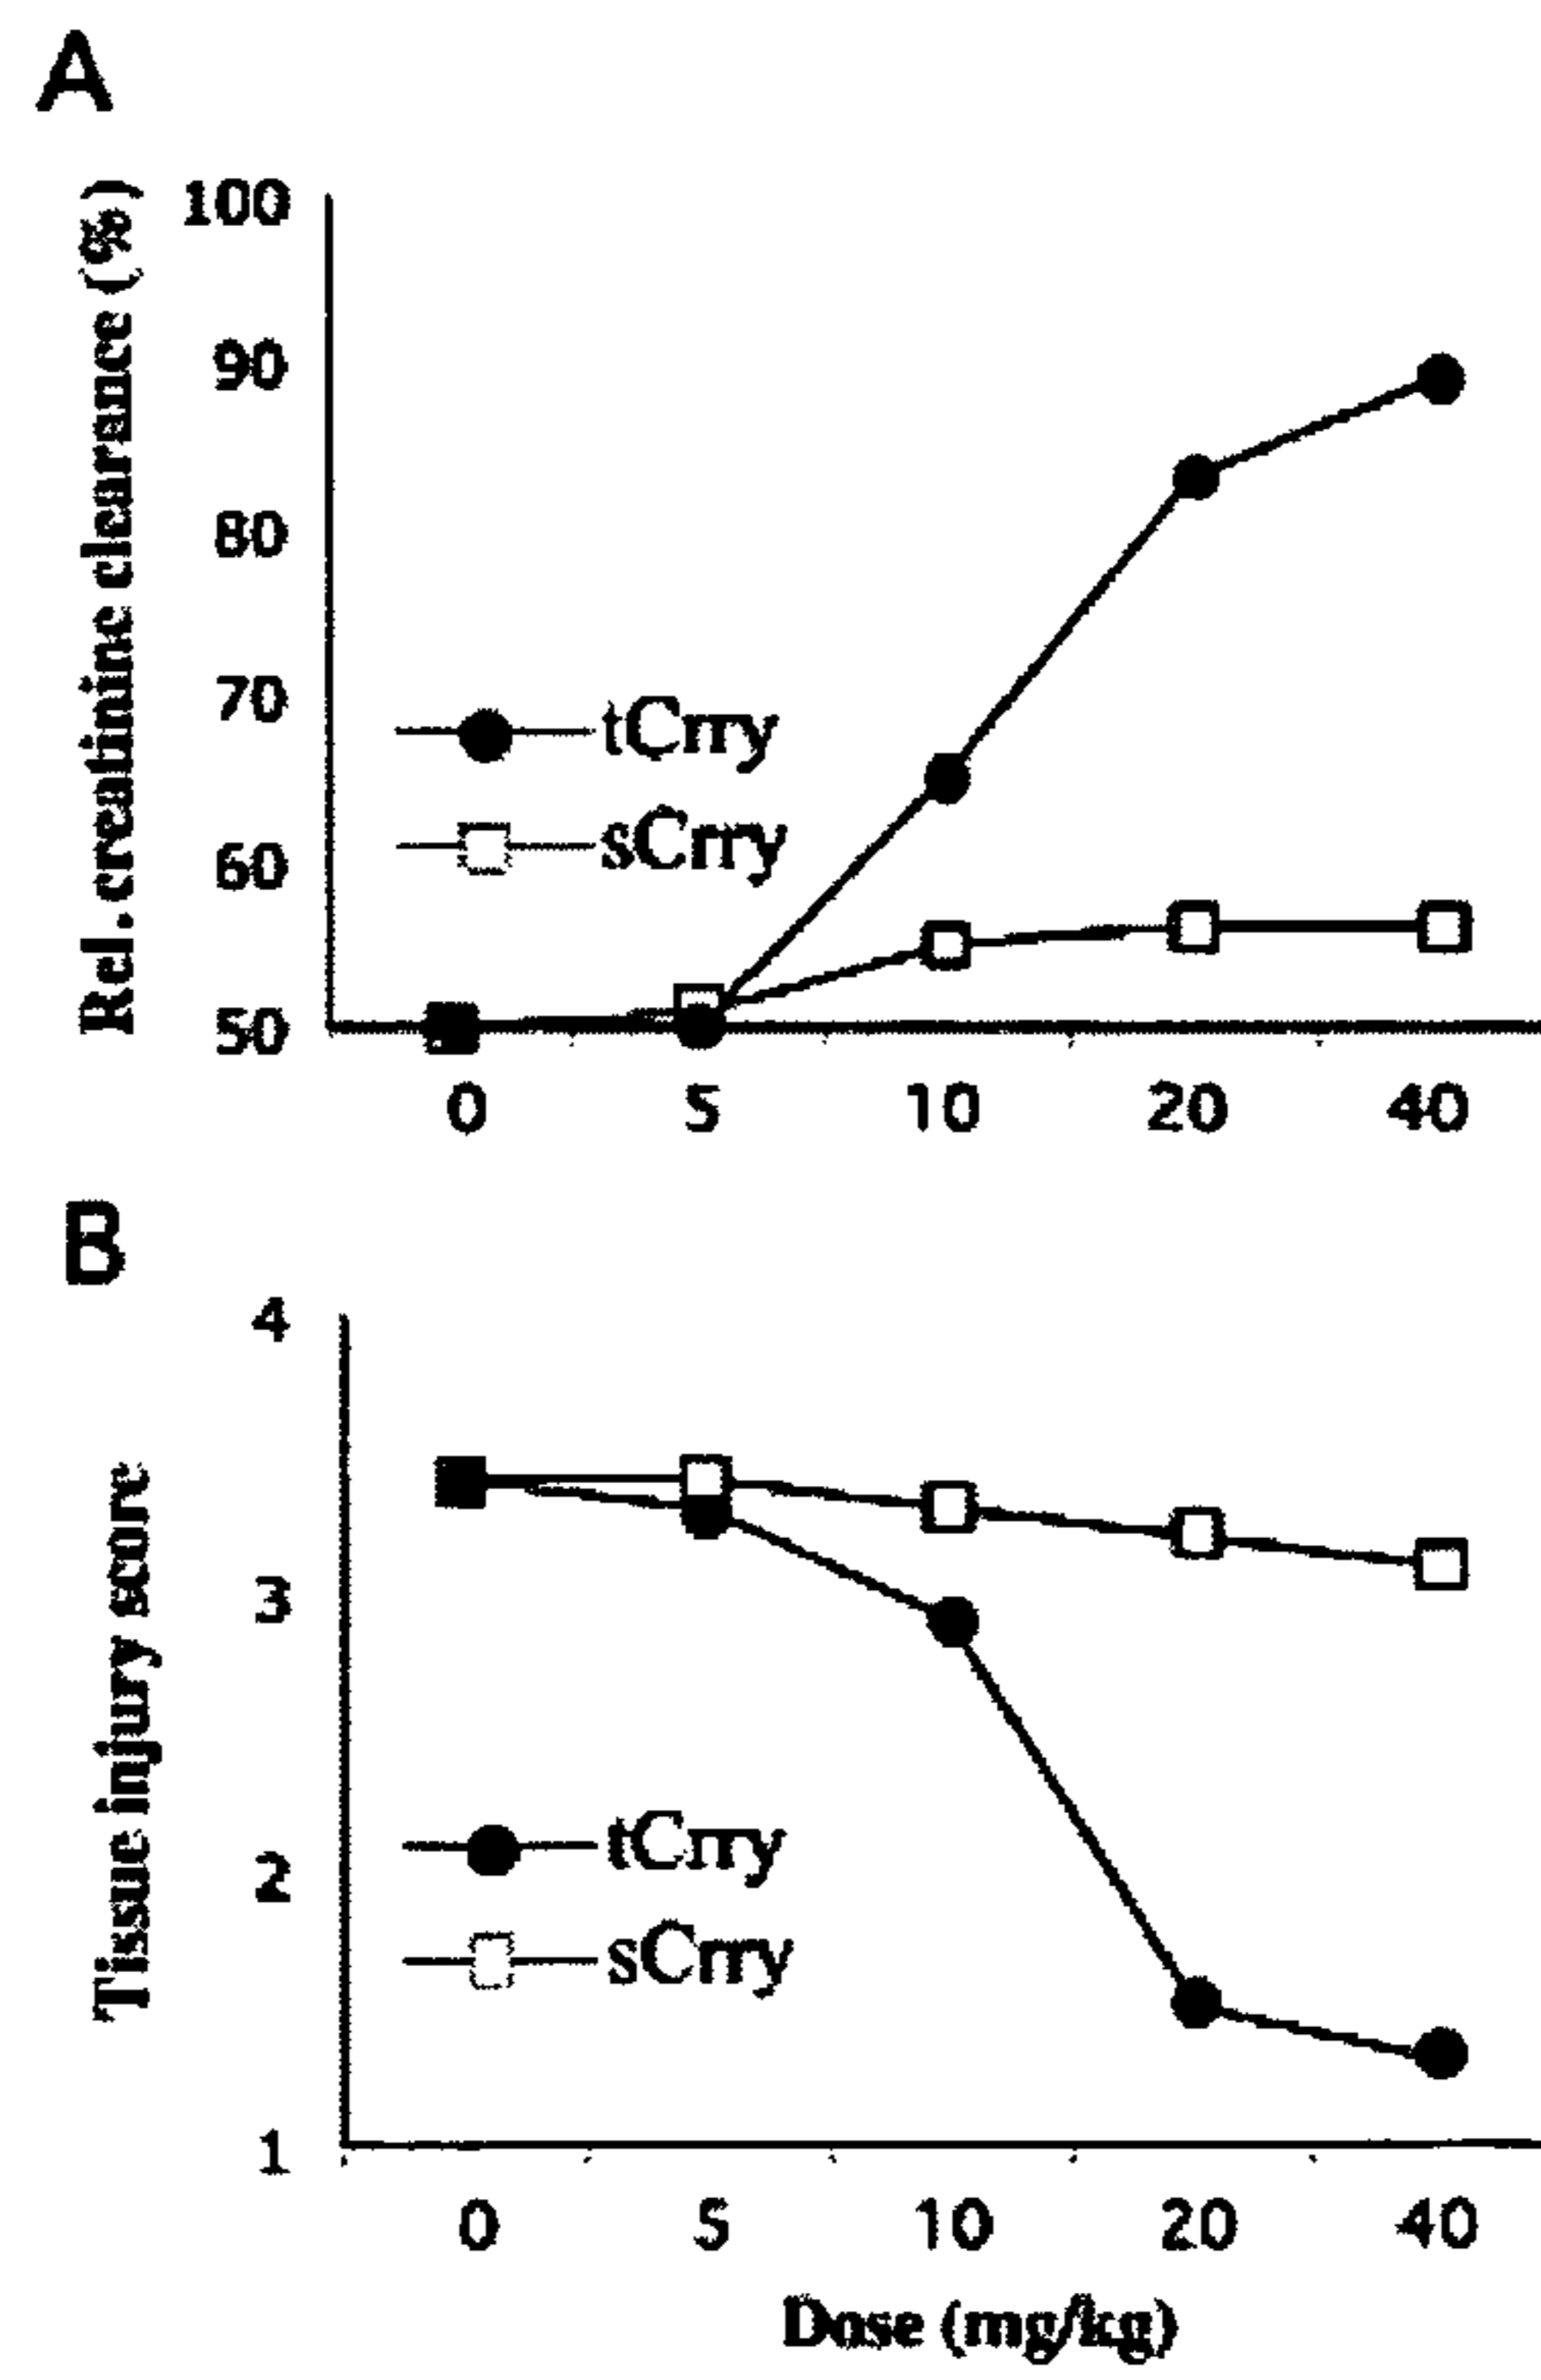 A
Rel. creatinine clearance (%)
100
90
80
70
60
50
tCrry
sCrry
0 5 10 20 40
B
Tissue injury score
4
3
2
1
tCrry
sCrry
0 5 10 20 40
Dose (mg/kg)